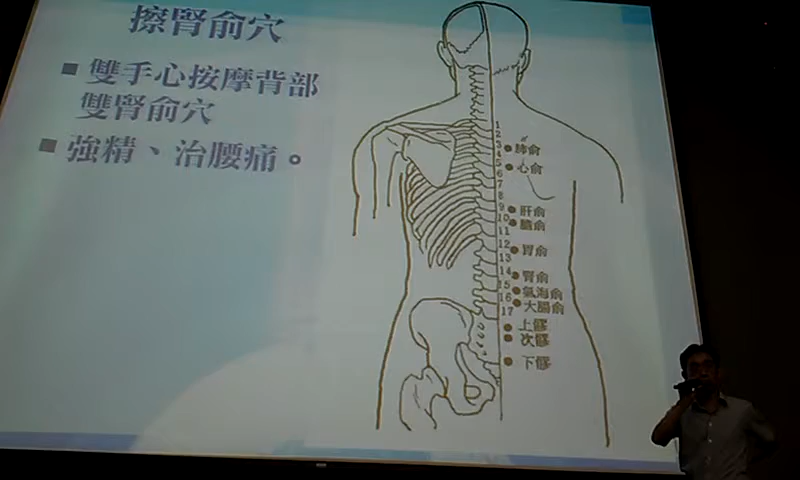 擦腎俞穴
■ 雙手心按摩背部
雙腎俞穴
■ 強精、治腰痛。
1
2
3 肺俞
4
5 心俞
6
7
8
9 肝俞
10 膽俞
11
12 胃俞
13
14 腎俞
15 氣海俞
16 大腸俞
17
上髎
次髎
下髎